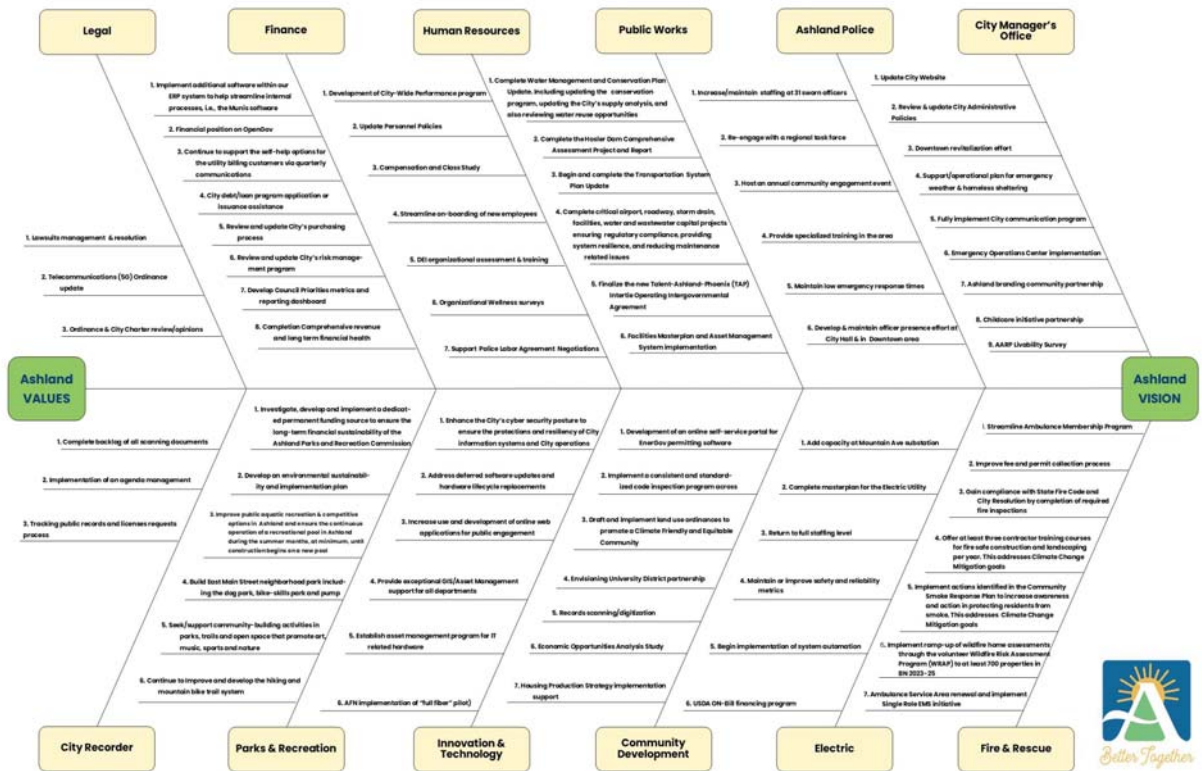 Legal
1. Lawsuits management & resolution
2. Telecommunications (5G) Ordinance
update
3. Ordinance & City Charter review/opinions
Finance
1. Implement additional software within our
ERP system to help streamline internal
processes, i.e., the Munis software
2. Financial position on OpenGov
3. Continue to support the self-help options for
the utility billing customers via quarterly
communications
4. City debt/loan program application or
issuance assistance
5. Review and update City's purchasing
process
6. Review and update City's risk manage-
ment program
7. Develop Council Priorities metrics and
reporting dashboard
8. Completion Comprehensive revenue
and long term financial health
Human Resources
1. Development of City-Wide Performance program
2. Update Personnel Policies
3. Compensation and Class Study
4. Streamline on-boarding of new employees
5. DEI organizational assessment & training
6. Organizational Wellness surveys
7. Support Police Labor Agreement Negotiations
Public Works
1. Complete Water Management and Conservation Plan
Update, including updating the conservation
program, updating the City's supply analysis, and
also reviewing water reuse opportunities
2. Complete the Hosler Dam Comprehensive
Assessment Project and Report
3. Begin and complete the Transportation System
Plan Update
4. Complete critical airport, roadway, storm drain,
facilities, water and wastewater capital projects
ensuring regulatory compliance, providing
system resilience, and reducing maintenance
related issues
5. Finalize the new Talent-Ashland-Phoenix (TAP)
Intertie Operating Intergovernmental
Agreement
6. Facilities Masterplan and Asset Management
System implementation
Ashland Police
1. Increase/maintain staffing at 31 sworn officers
2. Re-engage with a regional task force
3. Host an annual community engagement event
4. Provide specialized training in the area
5. Maintain low emergency response times
6. Develop & maintain officer presence effort at
City Hall & in Downtown area
City Manager's
Office
1. Update City Website
2. Review & update City Administrative
Policies
3. Downtown revitalization effort
4. Support/operational plan for emergency
weather & homeless sheltering
5. Fully implement City communication program
6. Emergency Operations Center implementation
7. Ashland branding community partnership
8. Childcare initiative partnership
9. AARP Livability Survey
Ashland
VALUES
Ashland
VISION
1. Complete backlog of all scanning documents
2. Implementation of an agenda management
3. Tracking public records and licenses requests
process
City Recorder
1. Investigate, develop and implement a dedicat-
ed permanent funding source to ensure the
long-term financial sustainability of the
Ashland Parks and Recreation Commission
2. Develop an environmental sustainabil-
ity and implementation plan
3. Improve public aquatic recreation & competitive
options in Ashland and ensure the continuous
operation of a recreational pool in Ashland
during the summer months, at minimum, until
construction begins on a new pool
4. Build East Main Street neighborhood park includ-
ing the dog park, bike-skills park and pump
5. Seek/support community-building activities in
parks, trails and open space that promote art,
music, sports and nature
6. Continue to improve and develop the hiking and
mountain bike trail system
Parks & Recreation
1. Enhance the City's cyber security posture to
ensure the protections and resiliency of City
information systems and City operations
2. Address deferred software updates and
hardware lifecycle replacements
3. Increase use and development of online web
applications for public engagement
4. Provide exceptional GIS/Asset Management
support for all departments
5. Establish asset management program for IT
related hardware
6. AFN implementation of "full fiber" pilot)
Innovation &
Technology
1. Development of an online self-service portal for
EnerGov permitting software
2. Implement a consistent and standard-
ized code inspection program across
3. Draft and implement land use ordinances to
promote a Climate Friendly and Equitable
Community
4. Envisioning University District partnership
5. Records scanning/digitization
6. Economic Opportunities Analysis Study
7. Housing Production Strategy implementation
support
Community
Development
1. Add capacity at Mountain Ave substation
2. Complete masterplan for the Electric Utility
3. Return to full staffing level
4. Maintain or improve safety and reliability
metrics
5. Begin implementation of system automation
6. USDA ON-Bill financing program
Electric
1. Streamline Ambulance Membership Program
2. Improve fee and permit collection process
3. Gain compliance with State Fire Code and
City Resolution by completion of required
fire inspections
4. Offer at least three contractor training courses
for fire safe construction and landscaping
per year. This addresses Climate Change
Mitigation goals
5. Implement actions identified in the Community
Smoke Response Plan to increase awareness
and action in protecting residents from
smoke. This addresses Climate Change
Mitigation goals
6. Implement ramp-up of wildfire home assessments
through the volunteer Wildfire Risk Assessment
Program (WRAP) to at least 700 properties in
BN 2023-25
7. Ambulance Service Area renewal and implement
Single Role EMS initiative
Fire & Rescue
Better Together